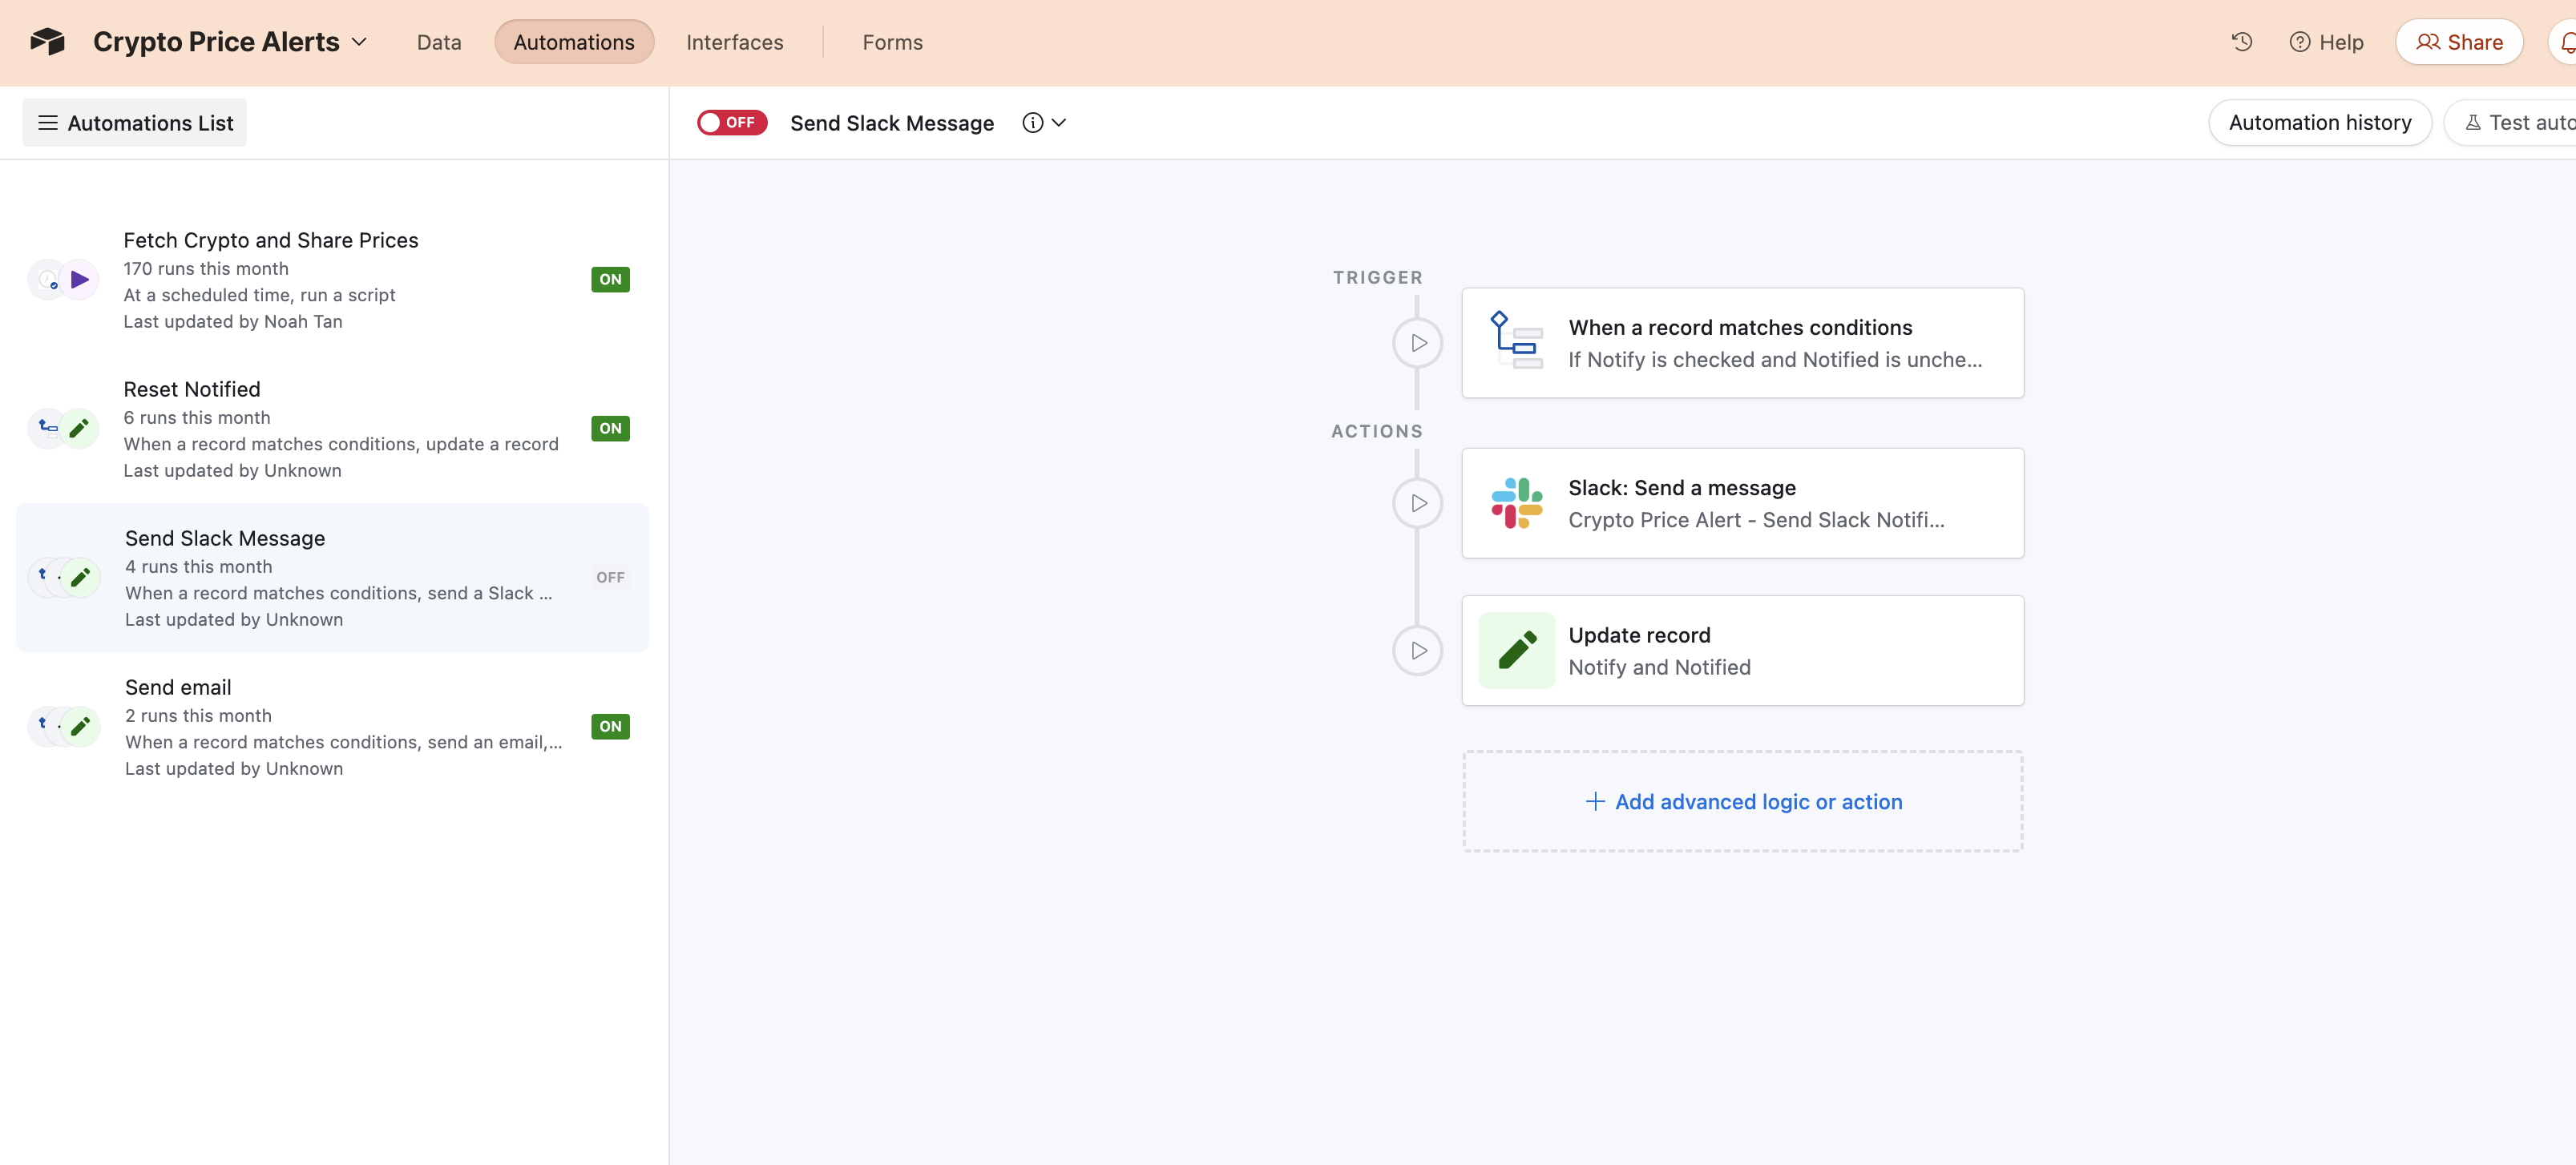 Crypto Price Alerts
Data
Automations
Interfaces
Forms
Help
Share
Automations List
OFF
Send Slack Message
Automation history
Test auto
Fetch Crypto and Share Prices
170 runs this month
At a scheduled time, run a script
Last updated by Noah Tan
ON
Reset Notified
6 runs this month
When a record matches conditions, update a record
Last updated by Unknown
ON
Send Slack Message
4 runs this month
When a record matches conditions, send a Slack ...
Last updated by Unknown
OFF
Send email
2 runs this month
When a record matches conditions, send an email,...
Last updated by Unknown
ON
TRIGGER
When a record matches conditions
If Notify is checked and Notified is unche...
ACTIONS
Slack: Send a message
Crypto Price Alert - Send Slack Notifi...
Update record
Notify and Notified
+ Add advanced logic or action